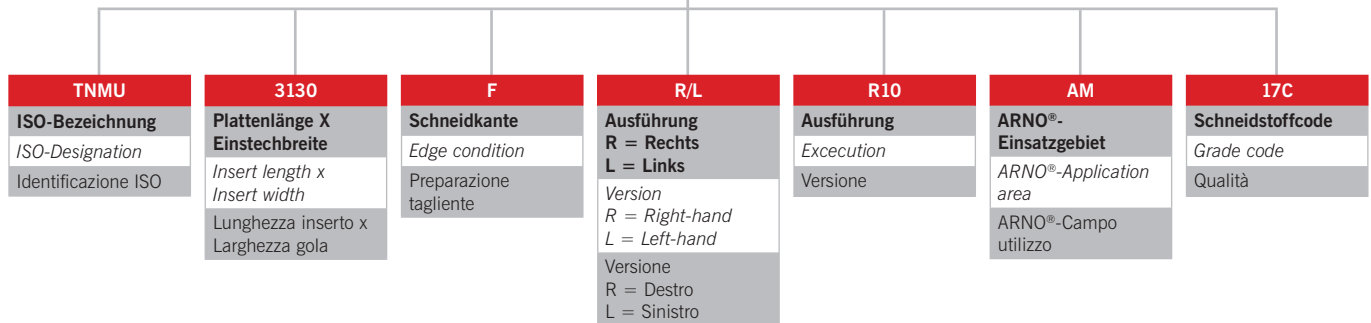 TNMU
ISO-Bezeichnung
ISO-Designation
Identificazione ISO
3130
Plattenlänge X
Einstechbreite
Insert length x
Insert width
Lunghezza inserto x
Larghezza gola
F
Schneidkante
Edge condition
Preparazione
tagliente
R/L
Ausführung
R = Rechts
L = Links
Version
R = Right-hand
L = Left-hand
Versione
R = Destro
L = Sinistro
R10
Ausführung
Excecution
Versione
AM
ARNO®-
Einsatzgebiet
ARNO®-Application
area
ARNO®-Campo
utilizzo
17C
Schneidstoffcode
Grade code
Qualità